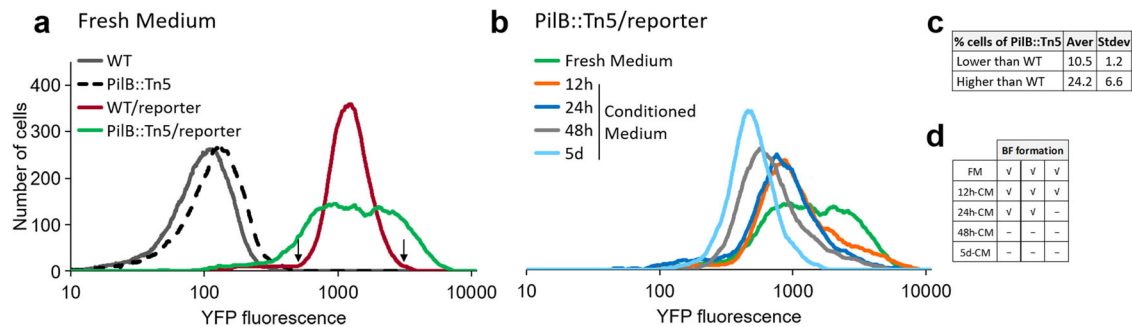 a Fresh Medium
WT
PilB::Tn5
WT/reporter
PilB::Tn5/reporter
Number of cells
400
300
200
100
0
10 100 1000 10000
YFP fluorescence
b PilB::Tn5/reporter
Fresh Medium
12h
24h
48h
5d
Conditioned
Medium
100 1000 10000
YFP fluorescence
c
% cells of PilB::Tn5 Aver Stdev
Lower than WT 10.5 1.2
Higher than WT 24.2 6.6
d
BF formation
FM √ √ √
12h-CM √ √ √
24h-CM √ √ –
48h-CM – – –
5d-CM – – –